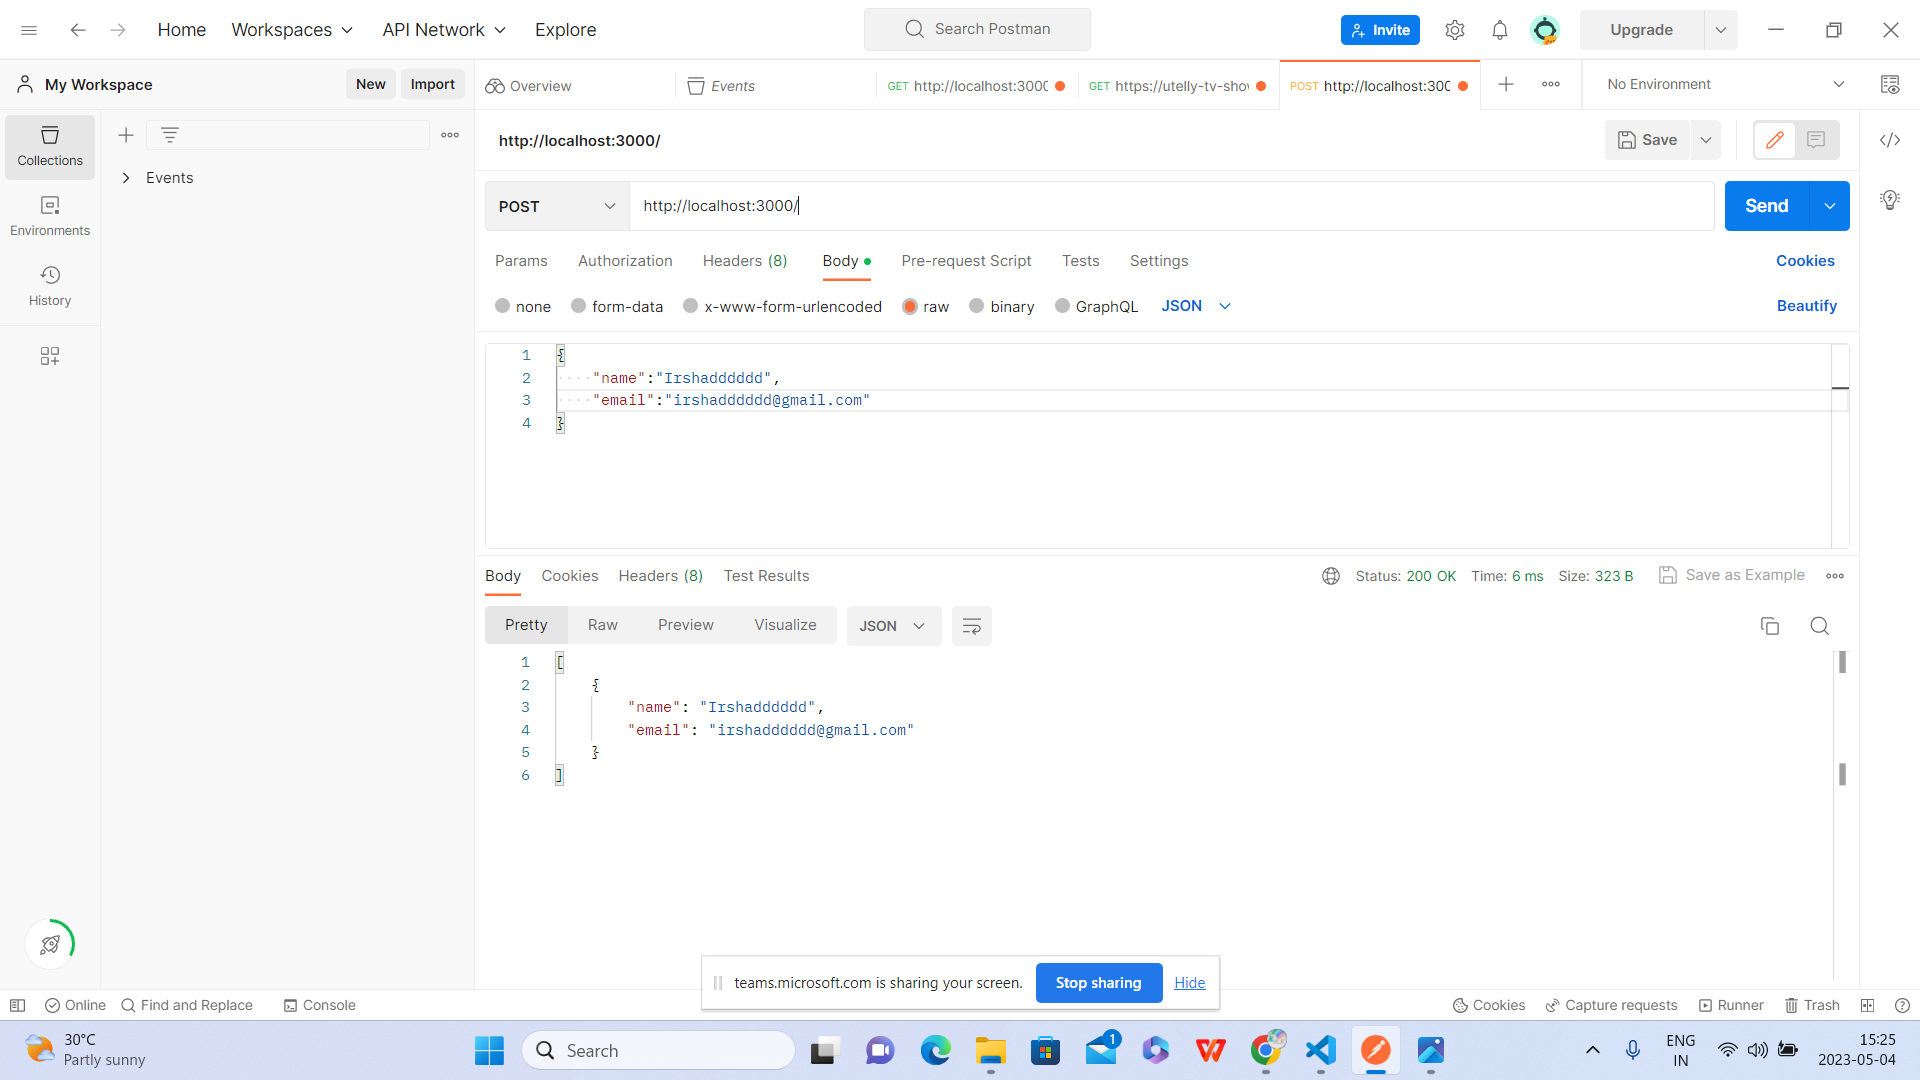 Home
Workspaces
API Network
Explore
Search Postman
Invite
Upgrade
My Workspace
New
Import
Overview
Events
GET http://localhost:3000
GET https://utelly-tv-shov
POST http://localhost:300
No Environment
Collections
Environments
History
Events
http://localhost:3000/
Save
POST
http://localhost:3000/
Send
Params
Authorization
Headers (8)
Body
Pre-request Script
Tests
Settings
Cookies
none
form-data
x-www-form-urlencoded
raw
binary
GraphQL
JSON
Beautify
1 {
2 "name":"Irshadddddd",
3 "email":"irshadddddd@gmail.com"
4 }
Body
Cookies
Headers (8)
Test Results
Status: 200 OK
Time: 6 ms
Size: 323 B
Save as Example
Pretty
Raw
Preview
Visualize
JSON
1 [
2 {
3 "name": "Irshadddddd",
4 "email": "irshadddddd@gmail.com"
5 }
6 ]
teams.microsoft.com is sharing your screen.
Stop sharing
Hide
Online
Find and Replace
Console
Cookies
Capture requests
Runner
Trash
30°C
Partly sunny
Search
1
ENG
IN
15:25
2023-05-04